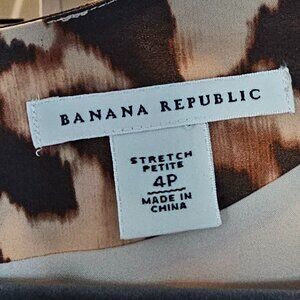 BANANA REPUBLIC
STRETCH
PETITE
4P
MADE IN
CHINA